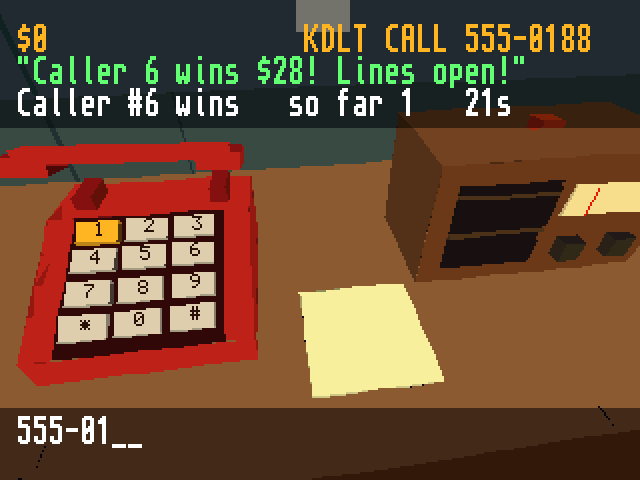 $0 KDLT CALL 555-0188
"Caller 6 wins $28! Lines open!"
Caller #6 wins so far 1 21s
1 2 3
4 5 6
7 8 9
* 0 #
555-01__